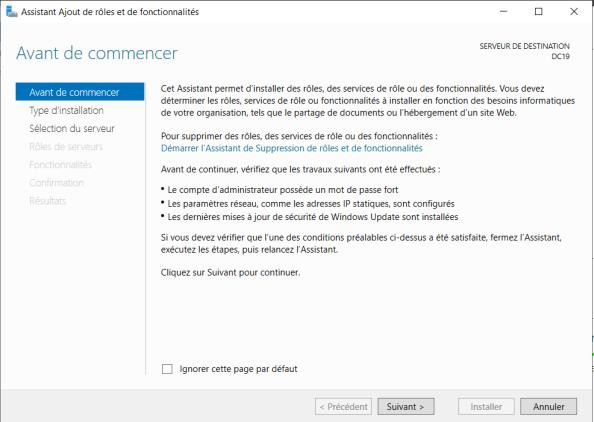 Assistant Ajout de rôles et de fonctionnalités
Avant de commencer
SERVEUR DE DESTINATION
DC19
Avant de commencer
Type d'installation
Sélection du serveur
Rôles de serveurs
Fonctionnalités
Confirmation
Résultats
Cet Assistant permet d'installer des rôles, des services de rôle ou des fonctionnalités. Vous devez
déterminer les rôles, services de rôle ou fonctionnalités à installer en fonction des besoins informatiques
de votre organisation, tels que le partage de documents ou l'hébergement d'un site Web.
Pour supprimer des rôles, des services de rôle ou des fonctionnalités :
Démarrer l'Assistant de Suppression de rôles et de fonctionnalités
Avant de continuer, vérifiez que les travaux suivants ont été effectués :
• Le compte d'administrateur possède un mot de passe fort
• Les paramètres réseau, comme les adresses IP statiques, sont configurés
• Les dernières mises à jour de sécurité de Windows Update sont installées
Si vous devez vérifier que l'une des conditions préalables ci-dessus a été satisfaite, fermez l'Assistant,
exécutez les étapes, puis relancez l'Assistant.
Cliquez sur Suivant pour continuer.
Ignorer cette page par défaut
< Précédent
Suivant >
Installer
Annuler